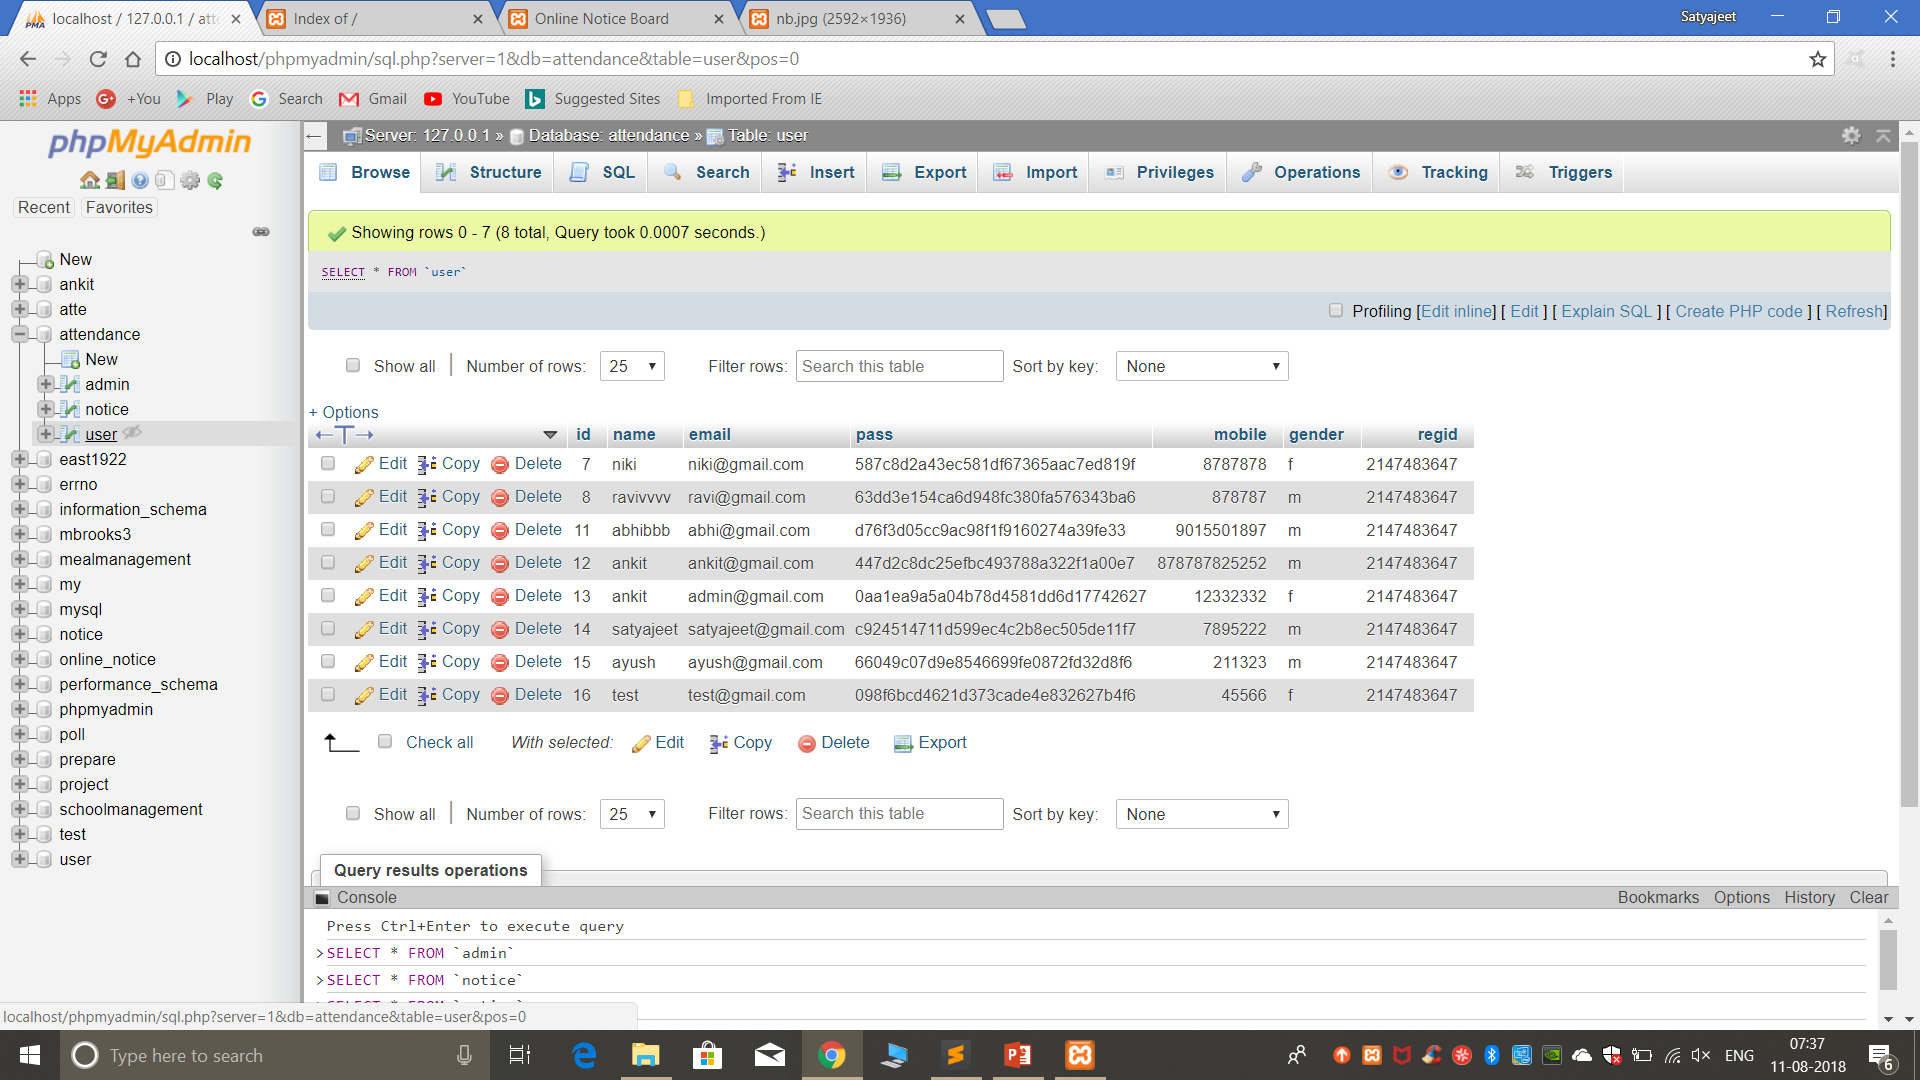 localhost / 127.0.0.1 / atte
Index of /
Online Notice Board
nb.jpg (2592×1936)
Satyajeet
localhost/phpmyadmin/sql.php?server=1&db=attendance&table=user&pos=0
Apps +You Play Search Gmail YouTube Suggested Sites Imported From IE
phpMyAdmin
Recent Favorites
New
ankit
atte
attendance
New
admin
notice
user
east1922
errno
information_schema
mbrooks3
mealmanagement
my
mysql
notice
online_notice
performance_schema
phpmyadmin
poll
prepare
project
schoolmanagement
test
user
Server: 127.0.0.1 » Database: attendance » Table: user
Browse Structure SQL Search Insert Export Import Privileges Operations Tracking Triggers
Showing rows 0 - 7 (8 total, Query took 0.0007 seconds.)
SELECT * FROM `user`
Profiling [Edit inline] [ Edit ] [ Explain SQL ] [ Create PHP code ] [ Refresh]
Show all Number of rows: 25 Filter rows: Search this table Sort by key: None
+ Options
id name email pass mobile gender regid
Edit Copy Delete 7 niki niki@gmail.com 587c8d2a43ec581df67365aac7ed819f 8787878 f 2147483647
Edit Copy Delete 8 ravivvvv ravi@gmail.com 63dd3e154ca6d948fc380fa576343ba6 878787 m 2147483647
Edit Copy Delete 11 abhibbb abhi@gmail.com d76f3d05cc9ac98f1f9160274a39fe33 9015501897 m 2147483647
Edit Copy Delete 12 ankit ankit@gmail.com 447d2c8dc25efbc493788a322f1a00e7 878787825252 m 2147483647
Edit Copy Delete 13 ankit admin@gmail.com 0aa1ea9a5a04b78d4581dd6d17742627 12332332 f 2147483647
Edit Copy Delete 14 satyajeet satyajeet@gmail.com c924514711d599ec4c2b8ec505de11f7 7895222 m 2147483647
Edit Copy Delete 15 ayush ayush@gmail.com 66049c07d9e8546699fe0872fd32d8f6 211323 m 2147483647
Edit Copy Delete 16 test test@gmail.com 098f6bcd4621d373cade4e832627b4f6 45566 f 2147483647
Check all With selected: Edit Copy Delete Export
Show all Number of rows: 25 Filter rows: Search this table Sort by key: None
Query results operations
Console Bookmarks Options History Clear
Press Ctrl+Enter to execute query
>SELECT * FROM `admin`
>SELECT * FROM `notice`
localhost/phpmyadmin/sql.php?server=1&db=attendance&table=user&pos=0
Type here to search
ENG
07:37
11-08-2018
6